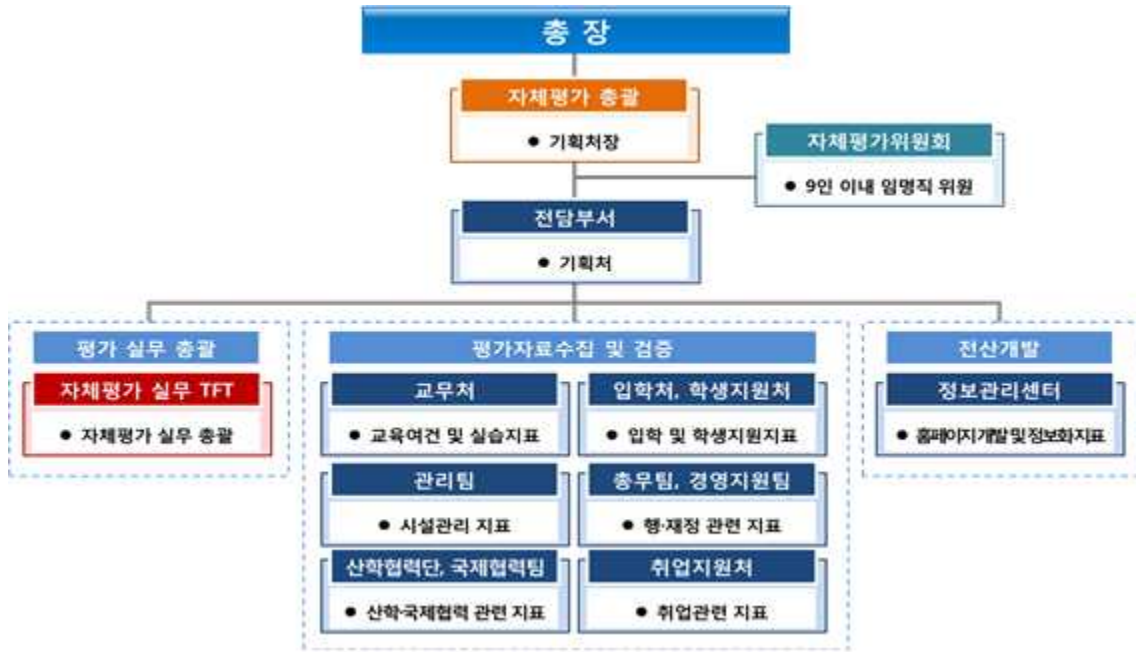 총 장
자체평가 총괄
● 기획처장
자체평가위원회
● 9인 이내 임명직 위원
전담부서
● 기획처
평가 실무 총괄
자체평가 실무 TFT
● 자체평가 실무 총괄
평가자료수집 및 검증
교무처
● 교육여건 및 실습지표
입학처, 학생지원처
● 입학 및 학생지원지표
관리팀
● 시설관리 지표
총무팀, 경영지원팀
● 행·재정 관련 지표
산학협력단, 국제협력팀
● 산학·국제협력 관련 지표
취업지원처
● 취업관련 지표
전산개발
정보관리센터
● 홈페이지개발및정보화지표